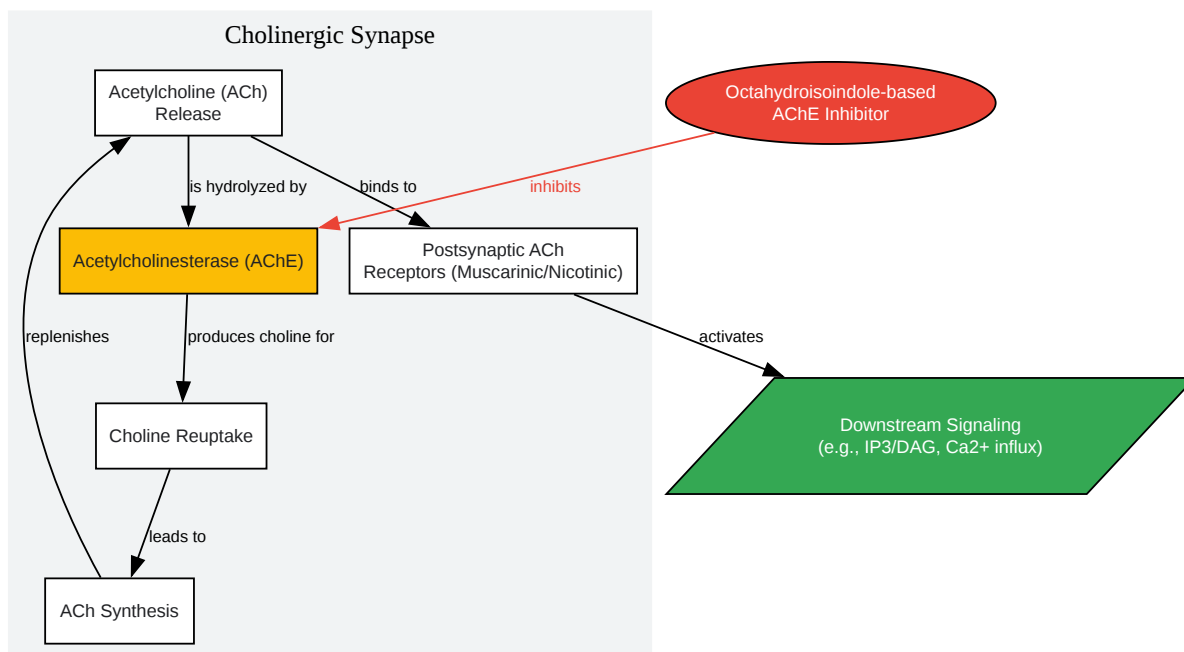 Cholinergic Synapse
Acetylcholine (ACh)
Release
Octahydroisoindole-based
AChE Inhibitor
is hydrolyzed by
binds to
inhibits
Acetylcholinesterase (AChE)
Postsynaptic ACh
Receptors (Muscarinic/Nicotinic)
replenishes
produces choline for
activates
Choline Reuptake
Downstream Signaling
(e.g., IP3/DAG, Ca2+ influx)
leads to
ACh Synthesis